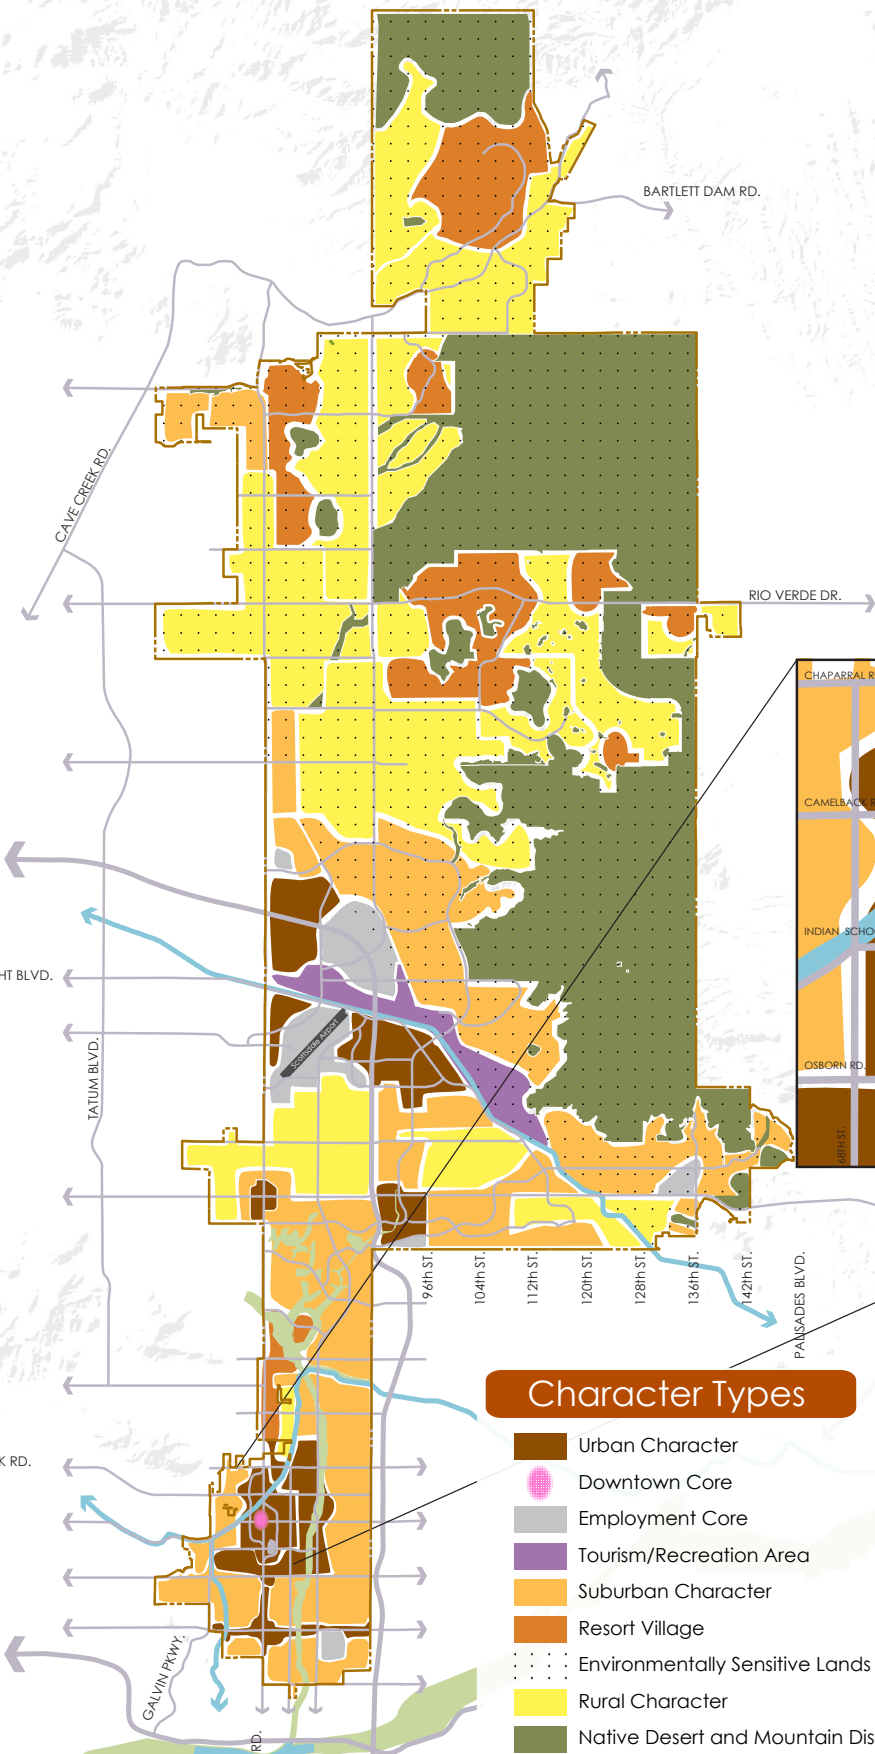 BARTLETT DAM RD.
CAVE CREEK RD.
RIO VERDE DR.
CHAPARRAL R
CAMELBACK R
INDIAN SCHO
OSBORN RD.
68TH ST.
HT BLVD.
Scottsdale Airport
TATUM BLVD.
96th ST.
104th ST.
112th ST.
120th ST.
128th ST.
136th ST.
142th ST.
PALISADES BLVD.
K RD.
GALVIN PKWY.
RD.
Character Types
Urban Character
Downtown Core
Employment Core
Tourism/Recreation Area
Suburban Character
Resort Village
Environmentally Sensitive Lands
Rural Character
Native Desert and Mountain Dis